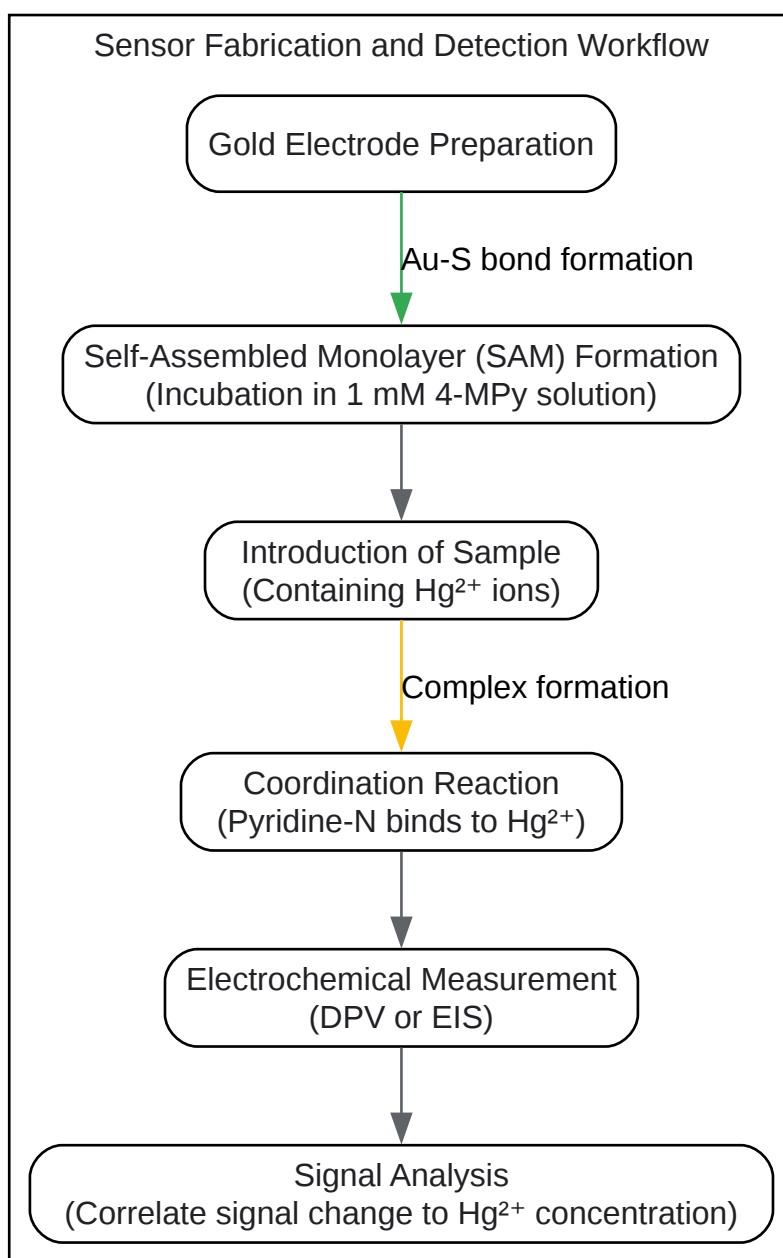 Sensor Fabrication and Detection Workflow
Gold Electrode Preparation
Au-S bond formation
Self-Assembled Monolayer (SAM) Formation
(Incubation in 1 mM 4-MPy solution)
Introduction of Sample
(Containing Hg²⁺ ions)
Complex formation
Coordination Reaction
(Pyridine-N binds to Hg²⁺)
Electrochemical Measurement
(DPV or EIS)
Signal Analysis
(Correlate signal change to Hg²⁺ concentration)